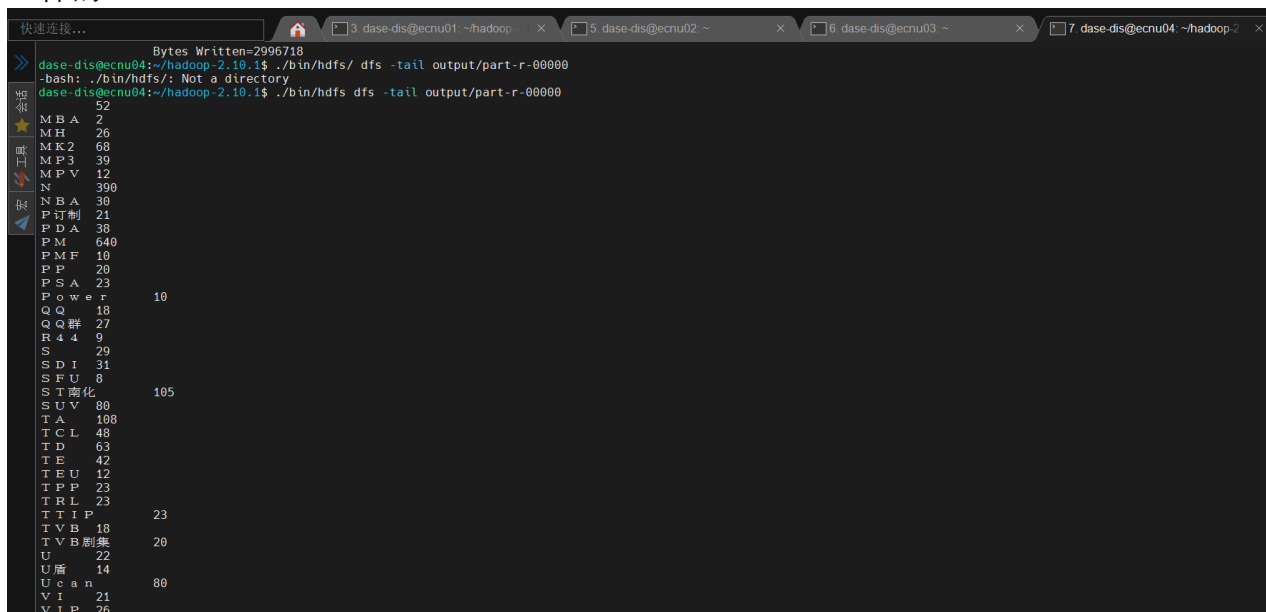 快速连接...
3. dase-dis@ecnu01: ~/hadoop-
5. dase-dis@ecnu02: ~
6. dase-dis@ecnu03: ~
7. dase-dis@ecnu04: ~/hadoop-2
会话
工具
宏
Bytes Written=2996718
dase-dis@ecnu04:~/hadoop-2.10.1$ ./bin/hdfs/ dfs -tail output/part-r-00000
-bash: ./bin/hdfs/: Not a directory
dase-dis@ecnu04:~/hadoop-2.10.1$ ./bin/hdfs dfs -tail output/part-r-00000
52
ＭＢＡ 2
ＭＨ 26
ＭＫ２ 68
ＭＰ３ 39
ＭＰＶ 12
Ｎ 390
ＮＢＡ 30
Ｐ订制 21
ＰＤＡ 38
ＰＭ 640
ＰＭＦ 10
ＰＰ 20
ＰＳＡ 23
Ｐｏｗｅｒ 10
ＱＱ 18
ＱＱ群 27
Ｒ４４ 9
Ｓ 29
ＳＤＩ 31
ＳＦＵ 8
ＳＴ南化 105
ＳＵＶ 80
ＴＡ 108
ＴＣＬ 48
ＴＤ 63
ＴＥ 42
ＴＥＵ 12
ＴＰＰ 23
ＴＲＬ 23
ＴＴＩＰ 23
ＴＶＢ 18
ＴＶＢ剧集 20
Ｕ 22
Ｕ盾 14
Ｕｃａｎ 80
ＶＩ 21
ＶＩＰ 26